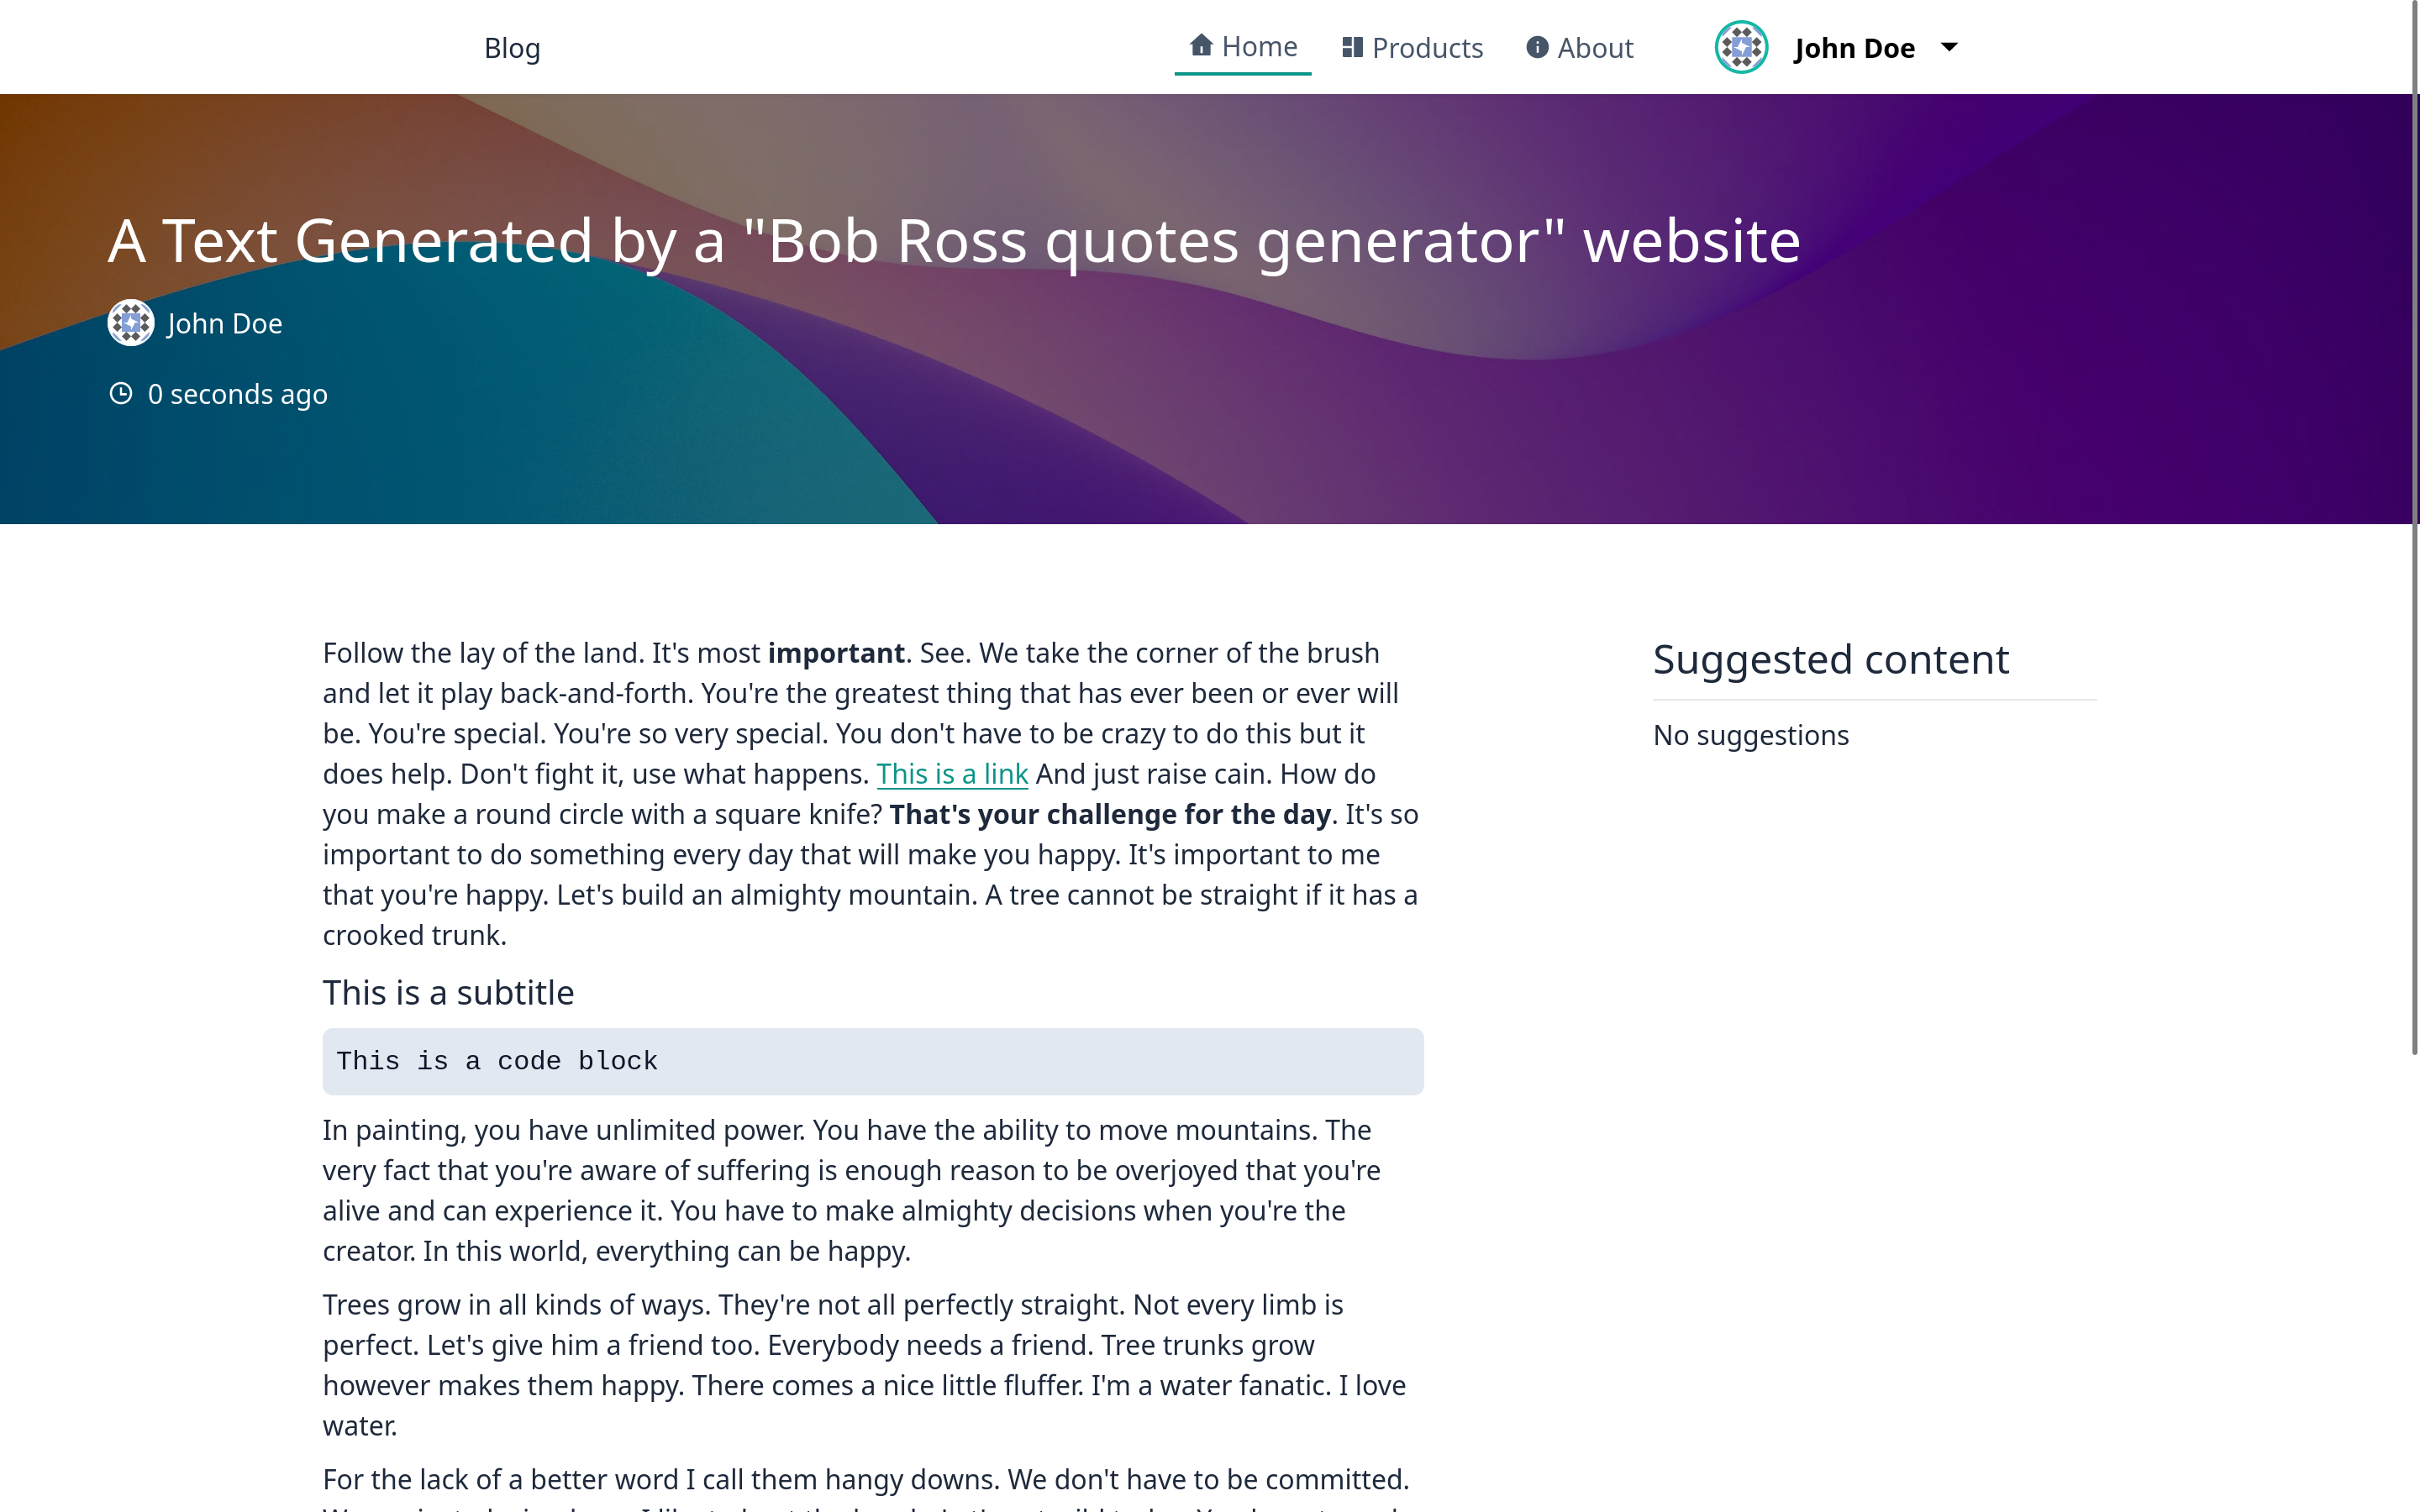 Blog
Home
Products
About
John Doe
A Text Generated by a "Bob Ross quotes generator" website
John Doe
0 seconds ago
Follow the lay of the land. It's most important. See. We take the corner of the brush
and let it play back-and-forth. You're the greatest thing that has ever been or ever will
be. You're special. You're so very special. You don't have to be crazy to do this but it
does help. Don't fight it, use what happens. This is a link And just raise cain. How do
you make a round circle with a square knife? That's your challenge for the day. It's so
important to do something every day that will make you happy. It's important to me
that you're happy. Let's build an almighty mountain. A tree cannot be straight if it has a
crooked trunk.
This is a subtitle
This is a code block
In painting, you have unlimited power. You have the ability to move mountains. The
very fact that you're aware of suffering is enough reason to be overjoyed that you're
alive and can experience it. You have to make almighty decisions when you're the
creator. In this world, everything can be happy.
Trees grow in all kinds of ways. They're not all perfectly straight. Not every limb is
perfect. Let's give him a friend too. Everybody needs a friend. Tree trunks grow
however makes them happy. There comes a nice little fluffer. I'm a water fanatic. I love
water.
For the lack of a better word I call them hangy downs. We don't have to be committed.
Suggested content
No suggestions